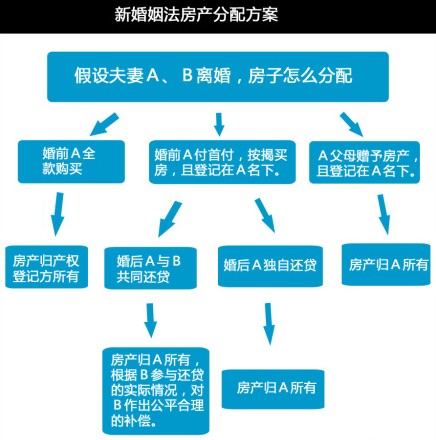 新婚姻法房产分配方案
假设夫妻A、B离婚，房子怎么分配
婚前A全
款购买
婚前A付首付，按揭买
房，且登记在A名下。
A父母赠予房产，
且登记在A名下。
房产归产权
登记方所有
婚后A与B
共同还贷
婚后A独自还贷
房产归A所有
房产归A所有，
根据B参与还贷
的实际情况，对
B作出公平合理
的补偿。
房产归A所有